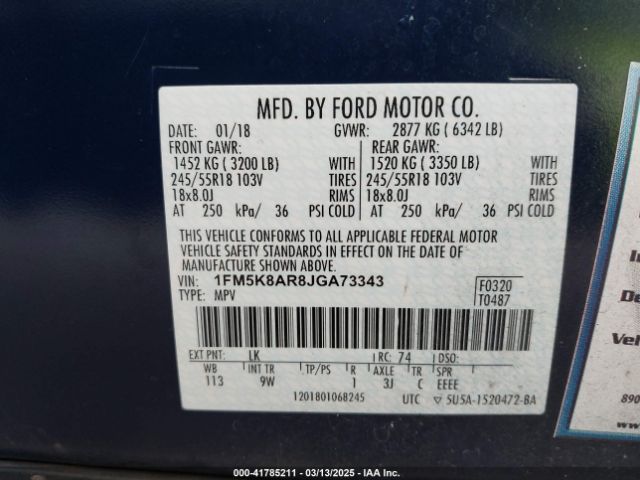 MFD. BY FORD MOTOR CO.
DATE: 01/18 GVWR: 2877 KG (6342 LB)
FRONT GAWR: REAR GAWR:
1452 KG (3200 LB) WITH 1520 KG (3350 LB) WITH
245/55R18 103V TIRES 245/55R18 103V TIRES
18x8.0J RIMS 18x8.0J RIMS
AT 250 kPa/ 36 PSI COLD AT 250 kPa/ 36 PSI COLD
THIS VEHICLE CONFORMS TO ALL APPLICABLE FEDERAL MOTOR
VEHICLE SAFETY STANDARDS IN EFFECT ON THE DATE OF
MANUFACTURE SHOWN ABOVE.
VIN: 1FM5K8AR8JGA73343 F0320
TYPE: MPV T0487
EXT PNT: LK RC: 74 DSO:
WB INT TR TP/PS R AXLE TR SPR
113 9W 1 3J C EEEE
1201801068245 UTC ▽ 5U5A-1520472-BA
In
De
Veh
890
www
000-41785211 - 03/13/2025 - IAA Inc.